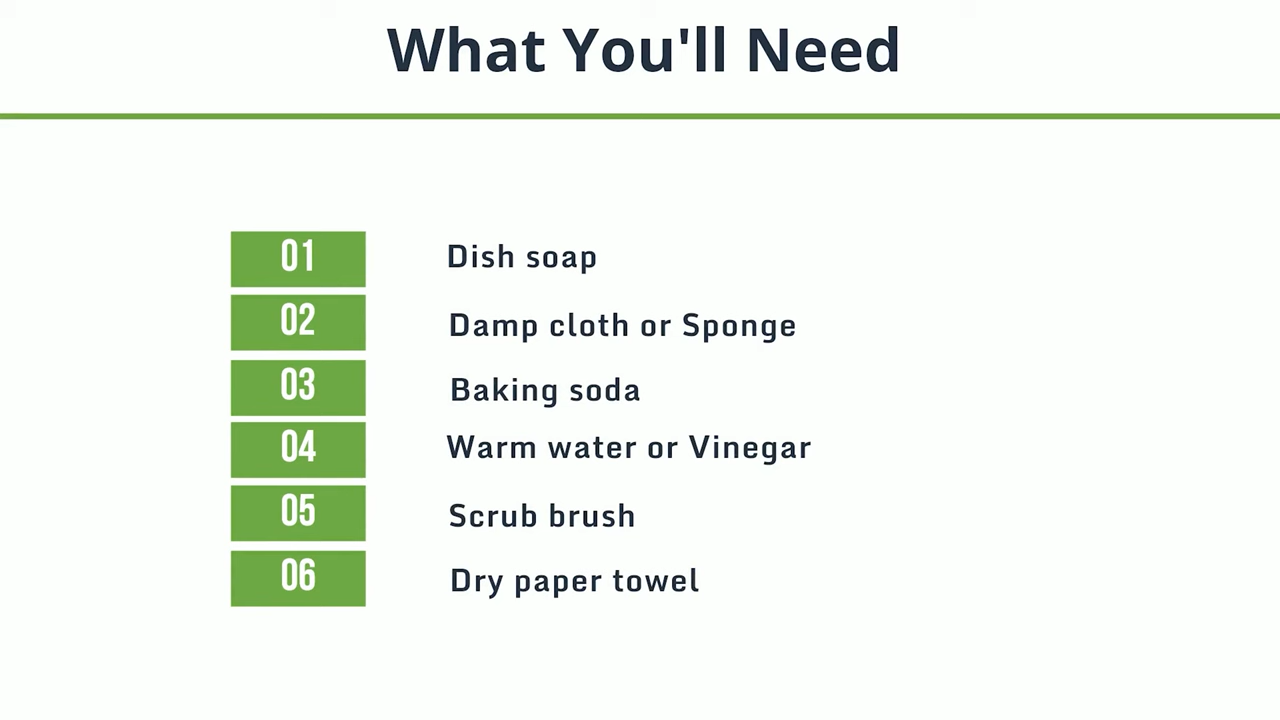 What You'll Need
01 Dish soap
02 Damp cloth or Sponge
03 Baking soda
04 Warm water or Vinegar
05 Scrub brush
06 Dry paper towel